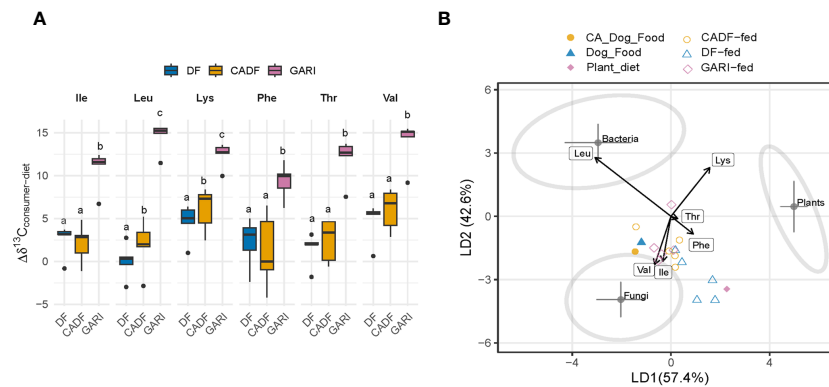 A
DF CADF GARI
Ile Leu Lys Phe Thr Val
Δδ¹³Cconsumer-diet
15
10
5
0
−5
b c c b b b
a a a b a b a a a a a a
DF CADF GARI DF CADF GARI DF CADF GARI DF CADF GARI DF CADF GARI DF CADF GARI
B
CA_Dog_Food CADF−fed
Dog_Food DF−fed
Plant_diet GARI−fed
LD2 (42.6%)
6
3
0
−3
−6
Bacteria
Leu
Lys
Plants
Thr
Phe
Val Ile
Fungi
−4 0 4
LD1(57.4%)